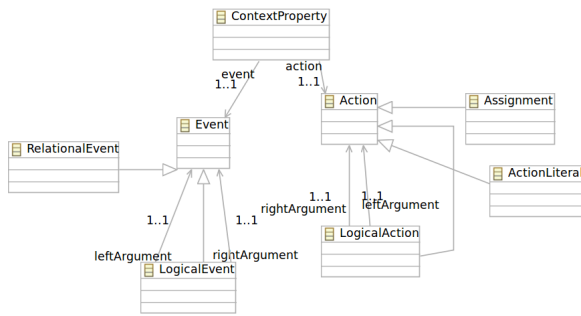 ContextProperty
event
1..1
action
1..1
Event
Action
Assignment
RelationalEvent
ActionLiteral
1..1
1..1
leftArgument
rightArgument
1..1
1..1
rightArgument
leftArgument
LogicalAction
LogicalEvent